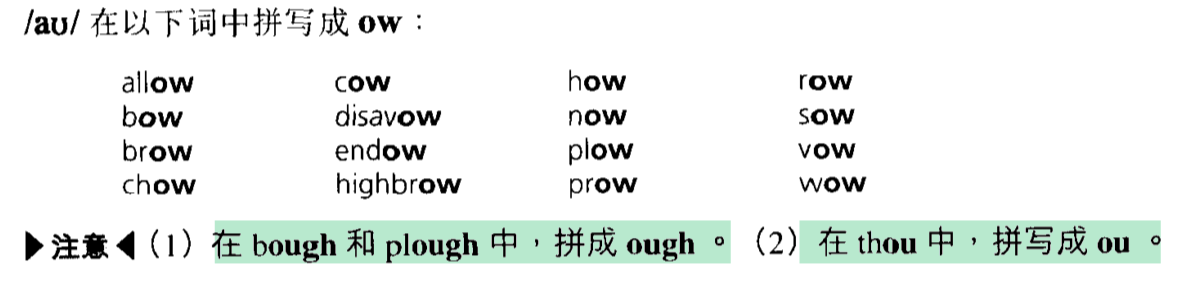 /aʊ/ 在以下词中拼写成 ow：
allow cow how row
bow disavow now sow
brow endow plow vow
chow highbrow prow wow
▶注意◀（1）在 bough 和 plough 中，拼成 ough 。（2）在 thou 中，拼写成 ou 。